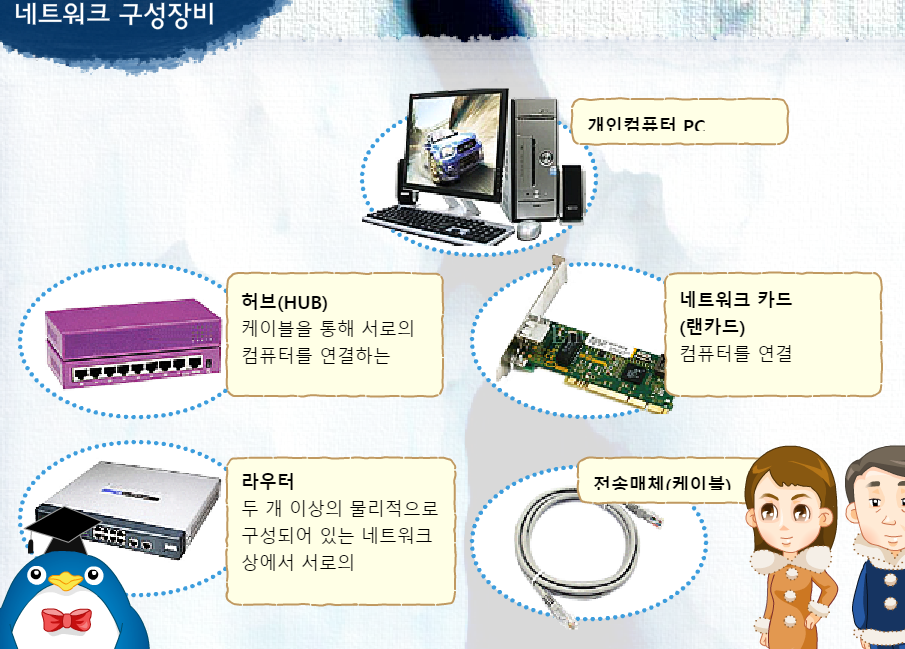 네트워크 구성장비
개인컴퓨터 PC
허브(HUB)
케이블을 통해 서로의
컴퓨터를 연결하는
네트워크 카드
(랜카드)
컴퓨터를 연결
라우터
두 개 이상의 물리적으로
구성되어 있는 네트워크
상에서 서로의
전송매체(케이블)